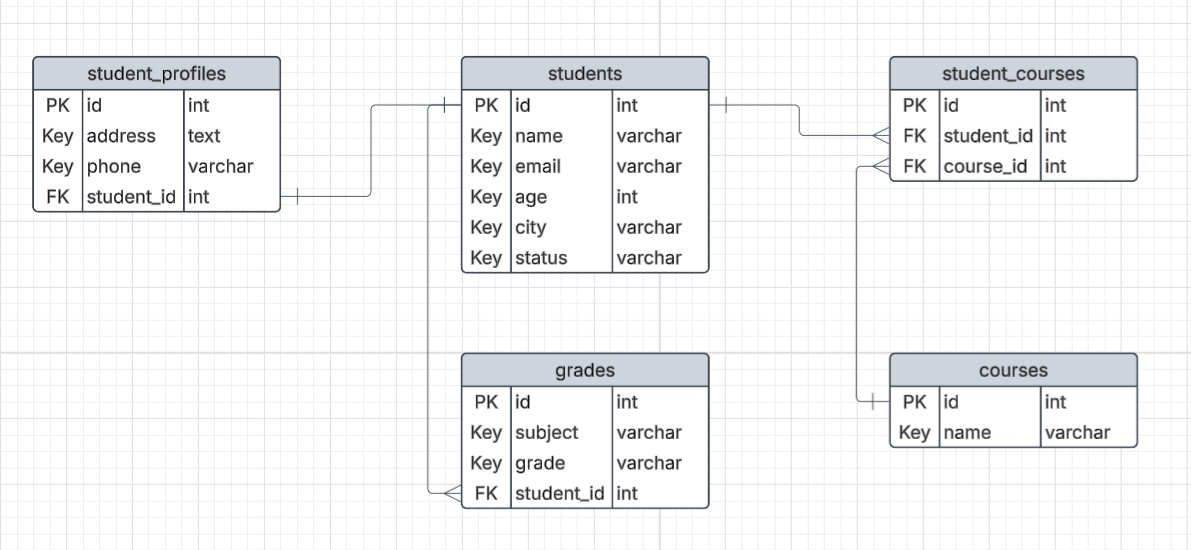 student_profiles
PK id int
Key address text
Key phone varchar
FK student_id int
students
PK id int
Key name varchar
Key email varchar
Key age int
Key city varchar
Key status varchar
student_courses
PK id int
FK student_id int
FK course_id int
grades
PK id int
Key subject varchar
Key grade varchar
FK student_id int
courses
PK id int
Key name varchar